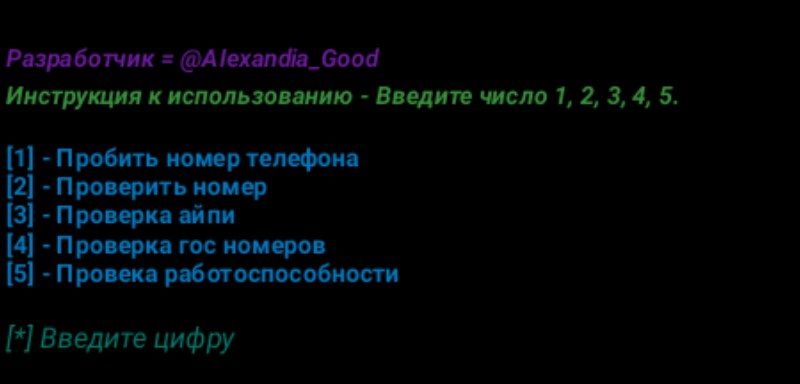 Разработчик = @Alexandia_Good
Инструкция к использованию - Введите число 1, 2, 3, 4, 5.
[1] - Пробить номер телефона
[2] - Проверить номер
[3] - Проверка айпи
[4] - Проверка гос номеров
[5] - Провека работоспособности
[*] Введите цифру